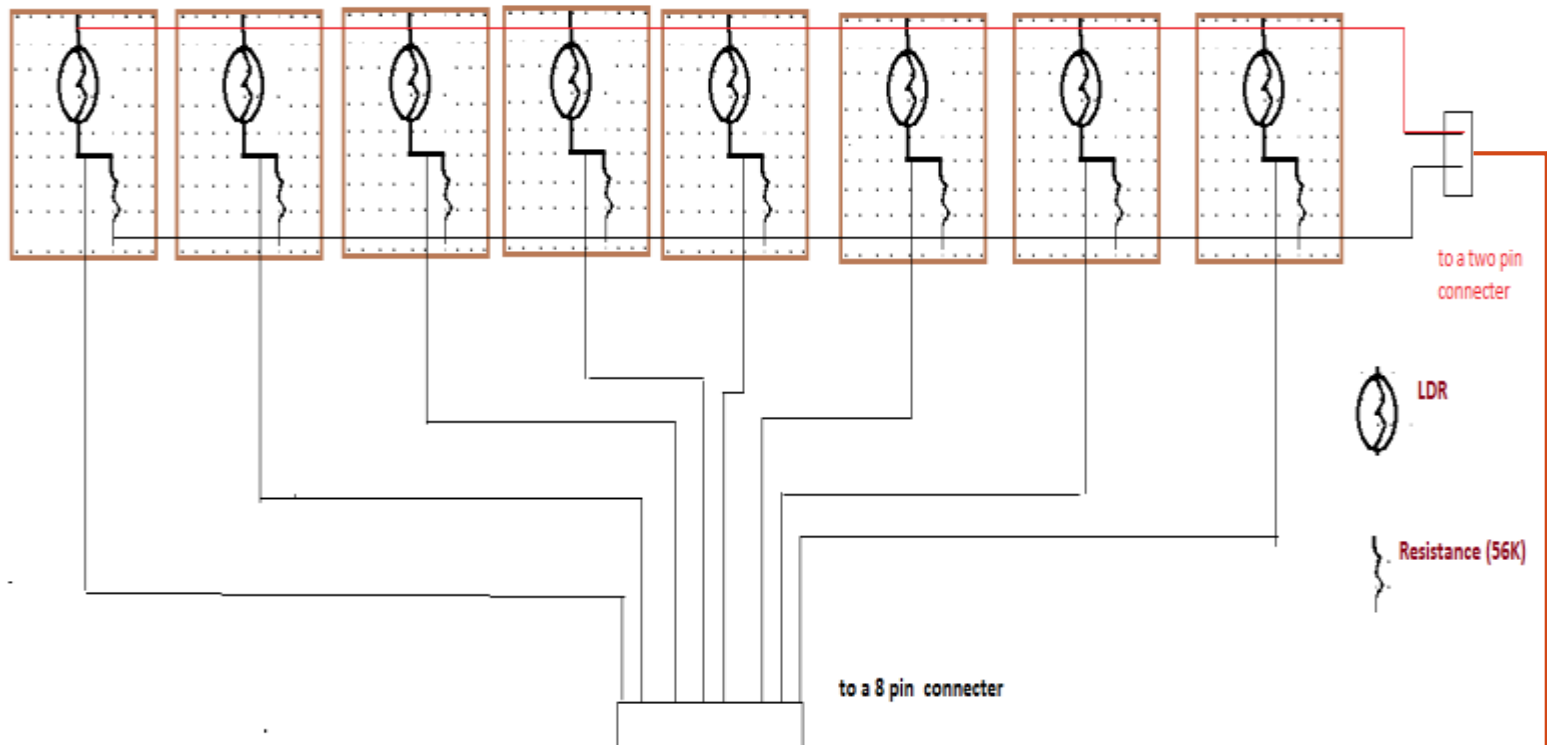 to a two pin
connecter
LDR
Resistance (56K)
to a 8 pin  connecter